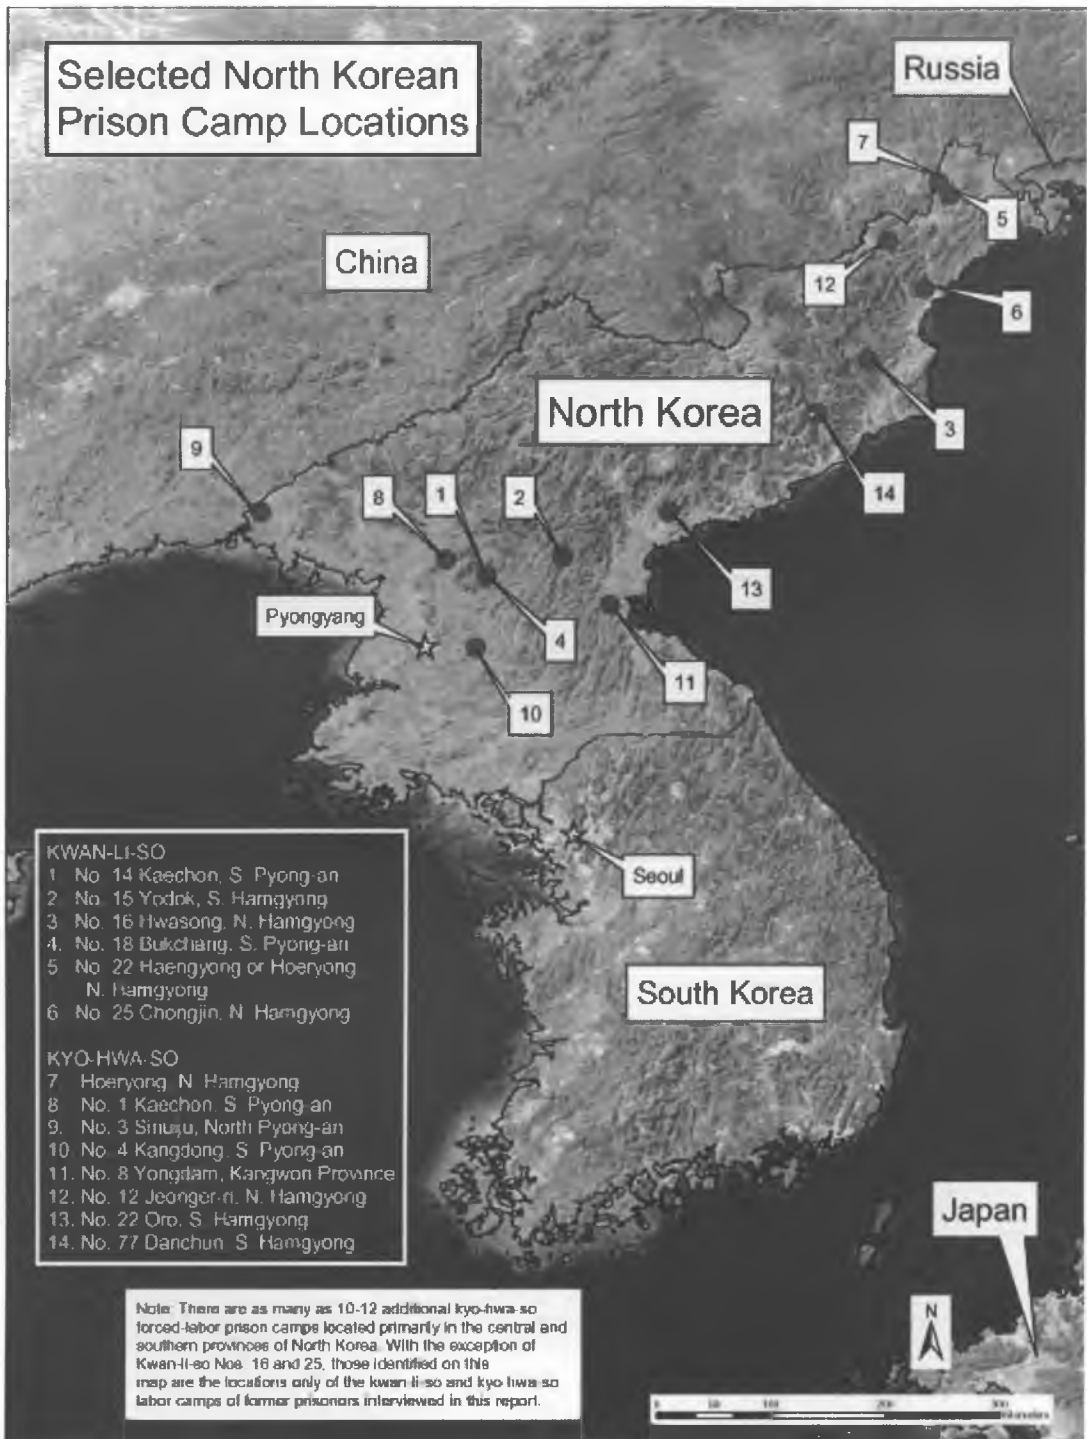 Selected North Korean
Prison Camp Locations
Russia
7
5
China
12
6
North Korea
3
9
8
1
2
14
13
Pyongyang
4
11
10
Seoul
South Korea
KWAN-LI-SO
1 No 14 Kaechon, S. Pyong-an
2. No. 15 Yodok, S. Hamgyong
3 No. 16 Hwasong, N. Hamgyong
4. No. 18 Bukchang, S. Pyong-an
5 No 22 Haengyong or Hoeryong
N. Hamgyong
6 No 25 Chongjin, N Hamgyong
KYO-HWA-SO
7 Hoeryong N Hamgyong
8 No. 1 Kaechon, S Pyong-an
9. No. 3 Sinuiju, North Pyong-an
10 No. 4 Kangdong, S Pyong-an
11. No. 8 Yongdam, Kangwon Province
12. No. 12 Jeonger-ri, N. Hamgyong
13. No. 22 Oro, S. Hamgyong
14. No. 77 Danchun S Hamgyong
Japan
Note: There are as many as 10-12 additional kyo-hwa-so
forced-labor prison camps located primarily in the central and
southern provinces of North Korea. With the exception of
Kwan-li-so Nos. 16 and 25, those identified on this
map are the locations only of the kwan-li-so and kyo-hwa-so
labor camps of former prisoners interviewed in this report.
N
0 50 100 200 300
kilometers